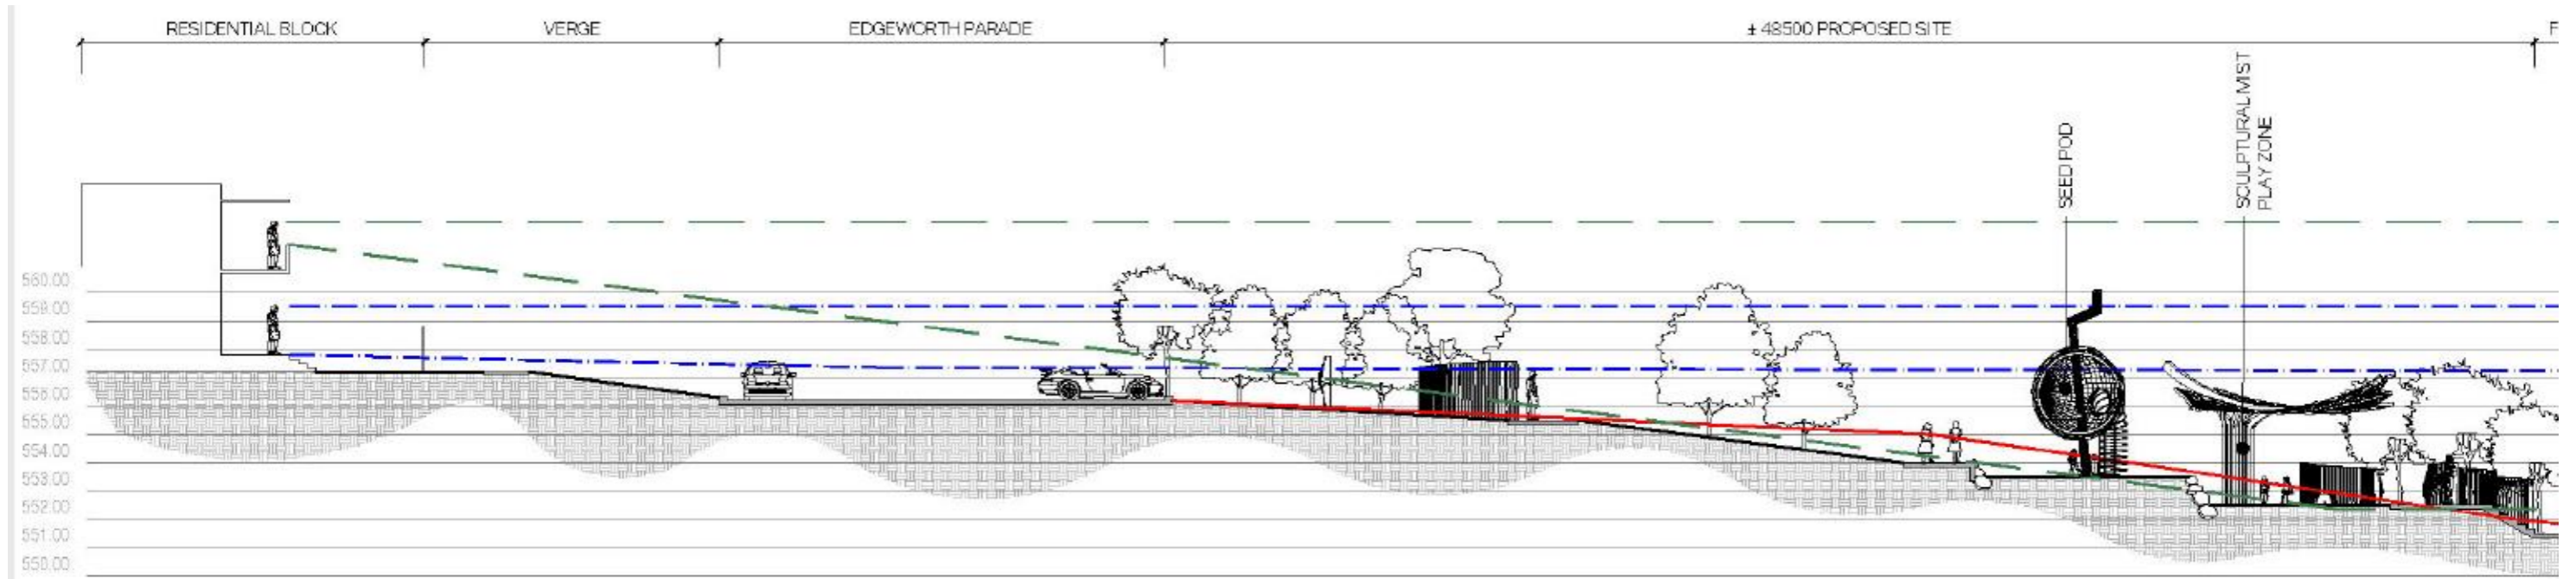 RESIDENTIAL BLOCK
VERGE
EDGEWORTH PARADE
± 48500 PROPOSED SITE
F
SEED POD
SCULPTURAL MIST
PLAY ZONE
560.00
559.00
558.00
557.00
556.00
555.00
554.00
553.00
552.00
551.00
550.00